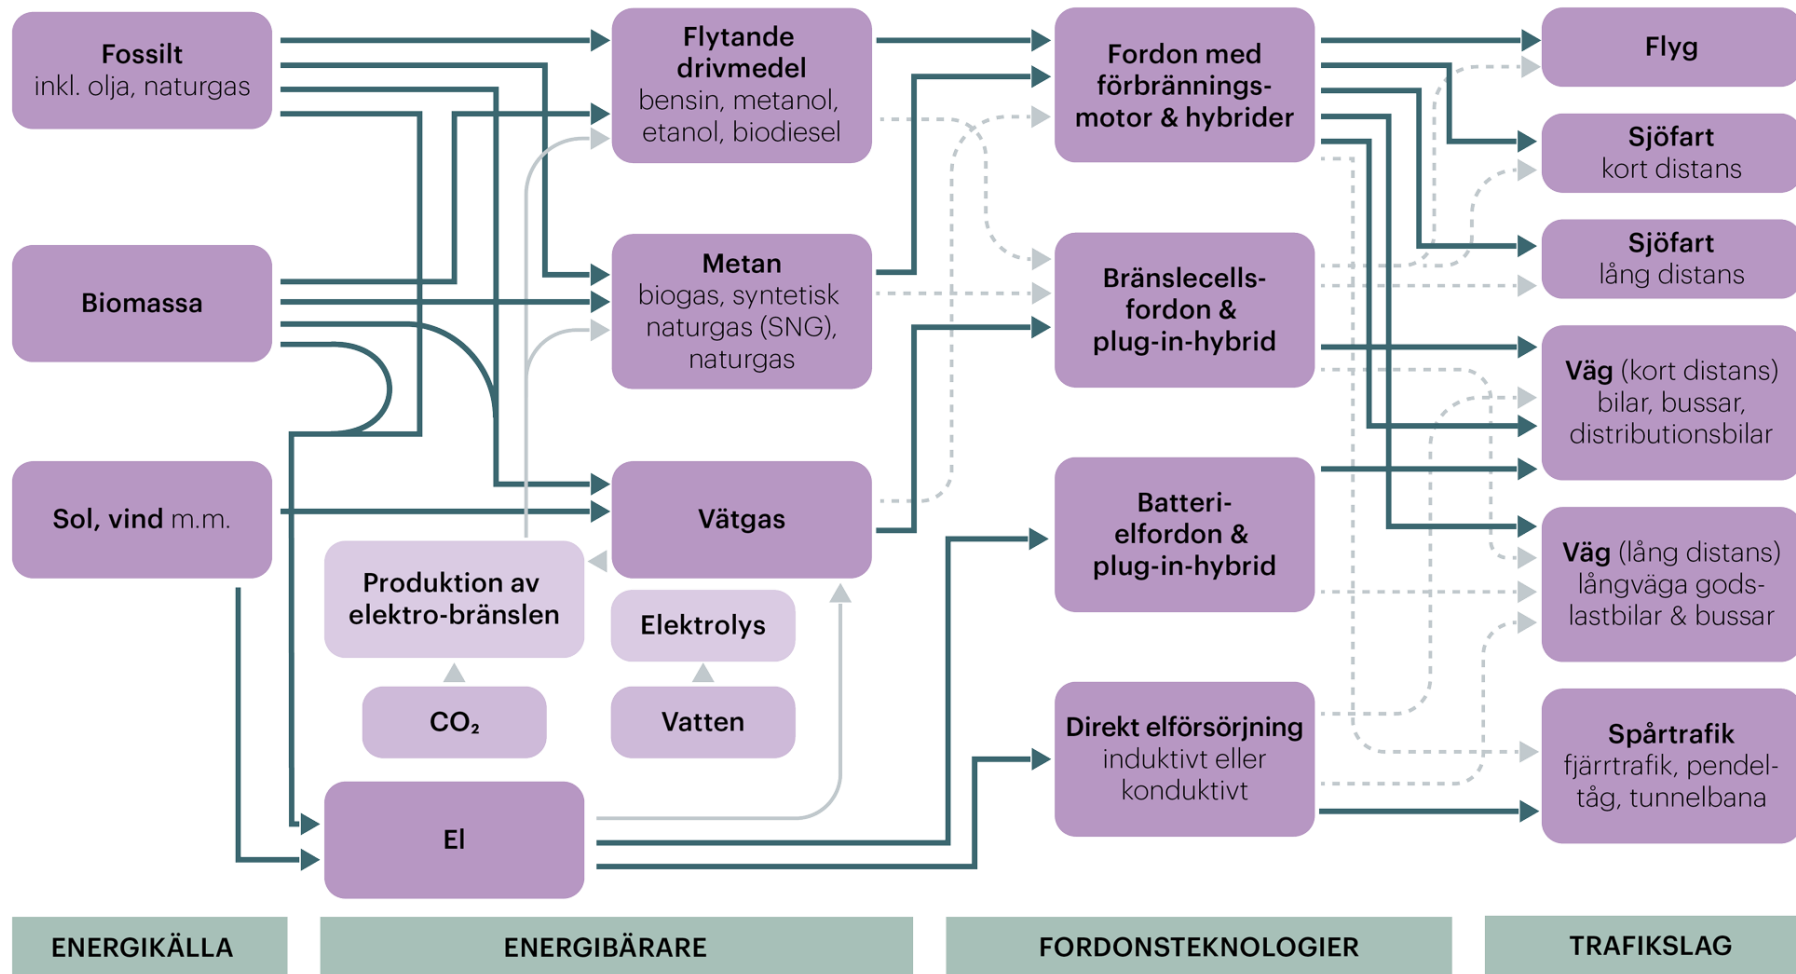 Fossilt
inkl. olja, naturgas
Biomassa
Sol, vind m.m.
Flytande
drivmedel
bensin, metanol,
etanol, biodiesel
Metan
biogas, syntetisk
naturgas (SNG),
naturgas
Vätgas
Produktion av
elektro-bränslen
Elektrolys
CO₂
Vatten
El
Fordon med
förbrännings-
motor & hybrider
Bränslecells-
fordon &
plug-in-hybrid
Batteri-
elfordon &
plug-in-hybrid
Direkt elförsörjning
induktivt eller
konduktivt
Flyg
Sjöfart
kort distans
Sjöfart
lång distans
Väg (kort distans)
bilar, bussar,
distributionsbilar
Väg (lång distans)
långväga gods-
lastbilar & bussar
Spårtrafik
fjärrtrafik, pendel-
tåg, tunnelbana
ENERGIKÄLLA
ENERGIBÄRARE
FORDONSTEKNOLOGIER
TRAFIKSLAG